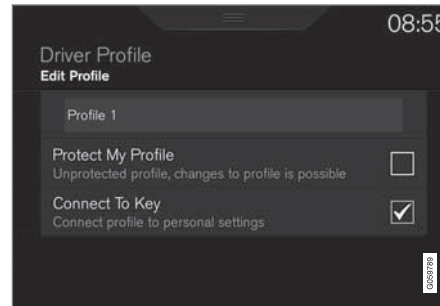 08:55
Driver Profile
Edit Profile
Profile 1
Protect My Profile
Unprotected profile, changes to profile is possible
Connect To Key
Connect profile to personal settings
G059789